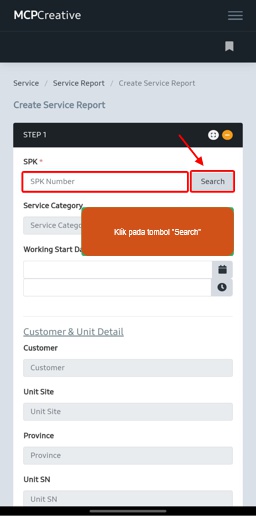 MCPCreative
Service / Service Report / Create Service Report
Create Service Report
STEP 1
SPK *
SPK Number
Search
Service Category
Service Categ
Klik pada tombol "Search"
Working Start Da
Customer & Unit Detail
Customer
Customer
Unit Site
Unit Site
Province
Province
Unit SN
Unit SN